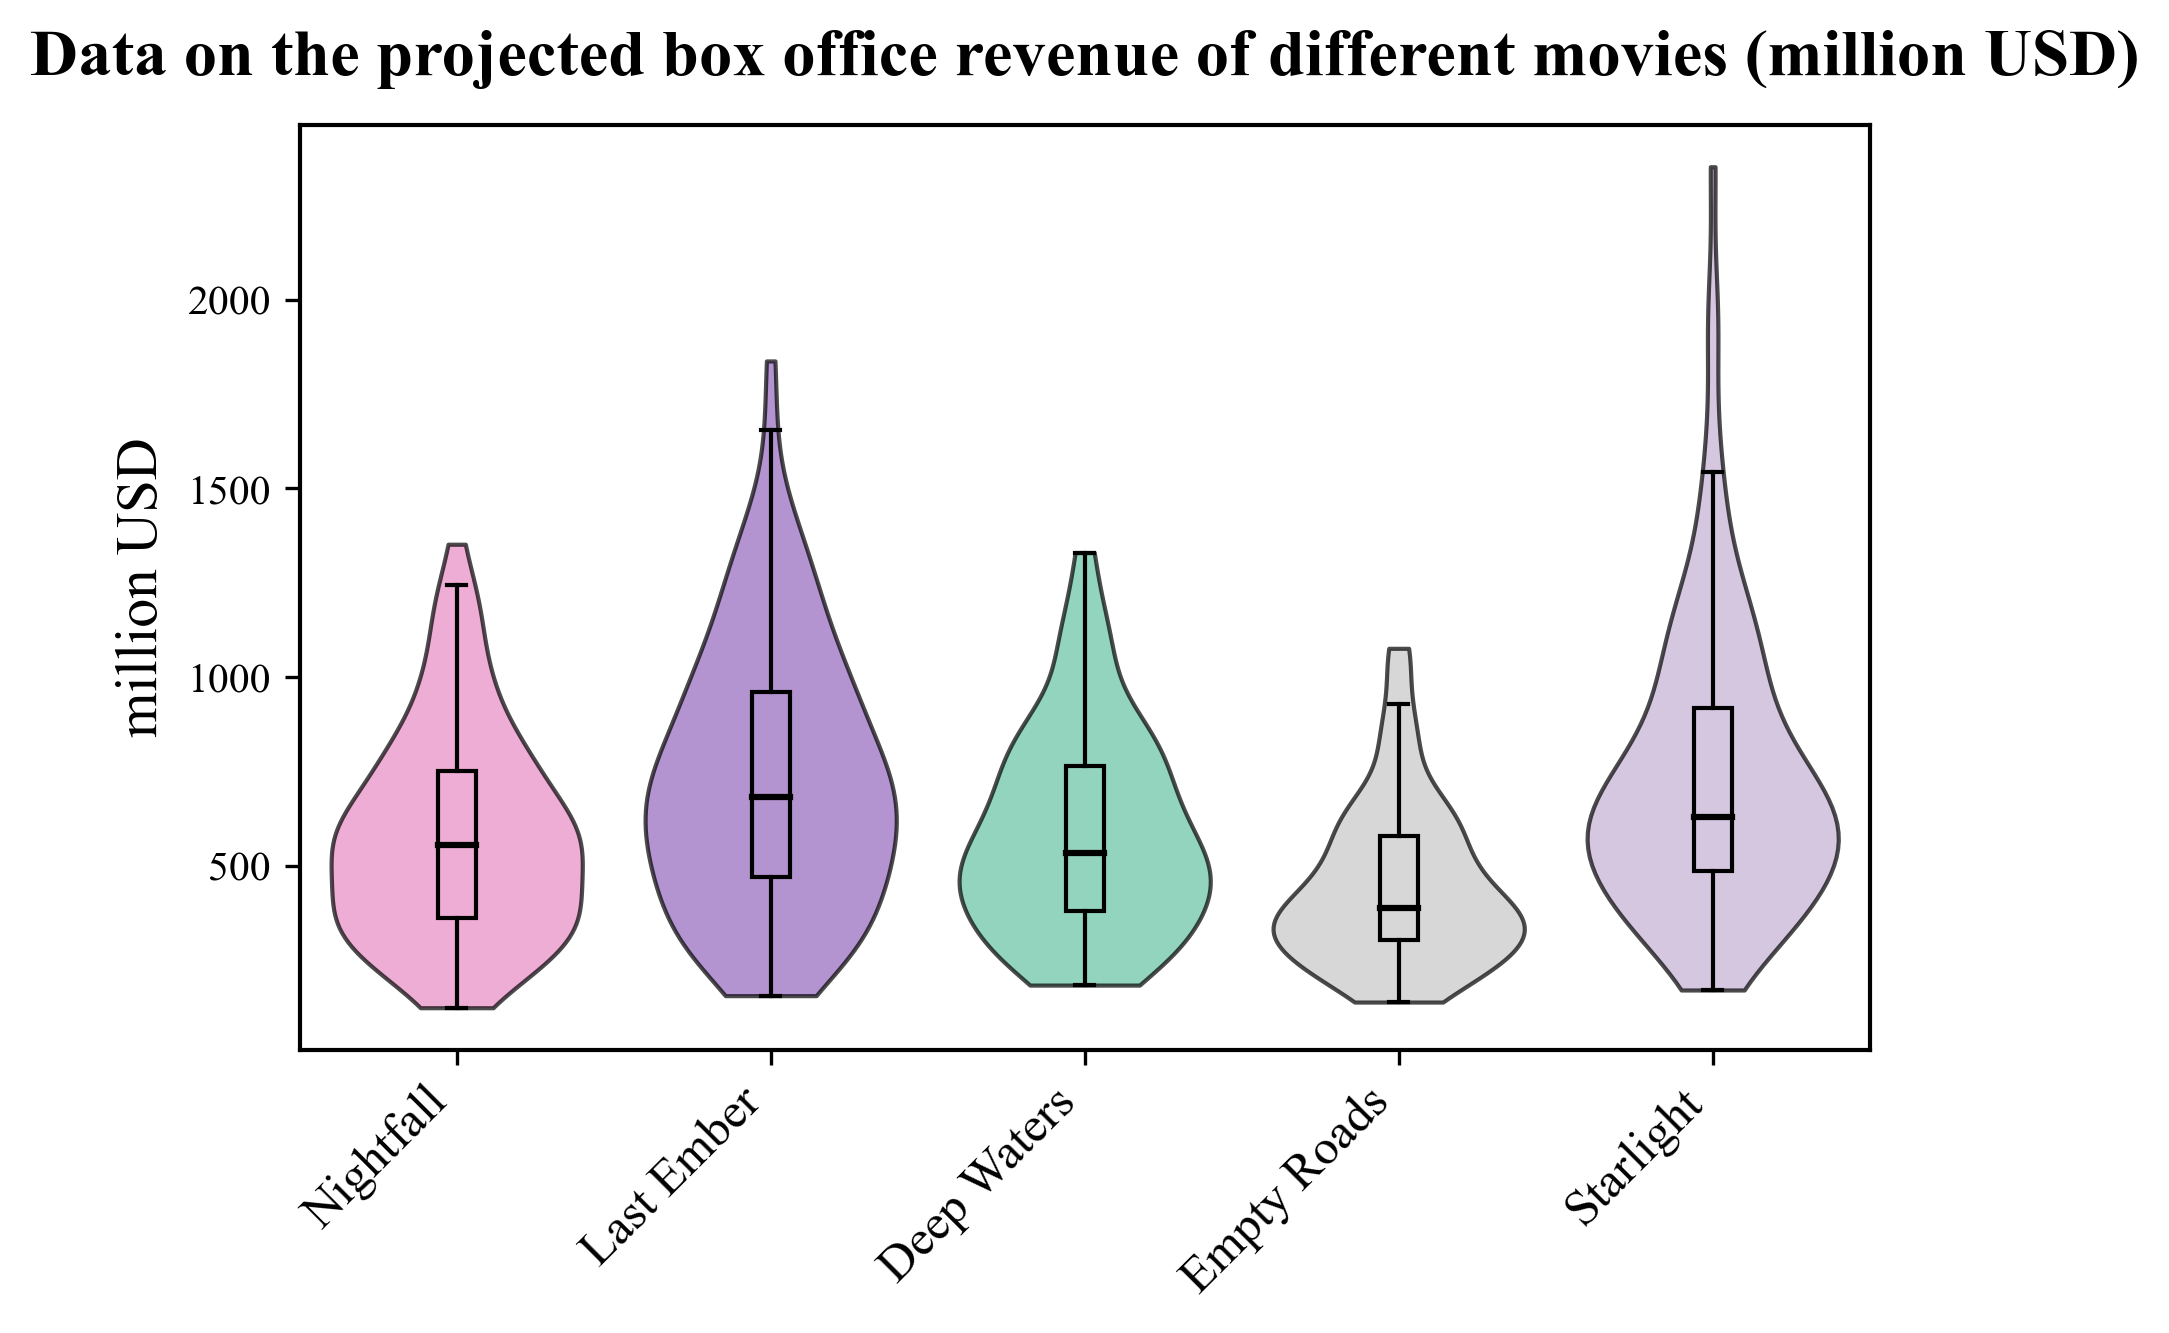 Data on the projected box office revenue of different movies (million USD)
million USD
2000
1500
1000
500
Nightfall
Last Ember
Deep Waters
Empty Roads
Starlight